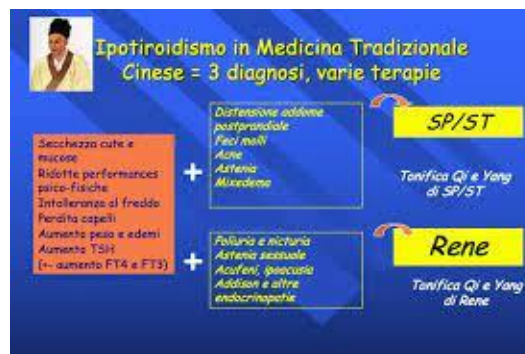 Ipotiroidismo in Medicina Tradizionale
Cinese = 3 diagnosi, varie terapie
Secchezza cute e
mucose
Ridotte performances
psico-fisiche
Intolleranza al freddo
Perdita capelli
Aumento peso e edemi
Aumento TSH
(+- aumento FT4 e FT3)
+
Distensione addome
postprandiale
Feci molli
Acne
Astenia
Mixedema
SP/ST
Tonifica Qi e Yang
di SP/ST
+
Polluria e nicturia
Astenia sessuale
Acufeni, ipoacusia
Addison e altre
endocrinopatie
Rene
Tonifica Qi e Yang
di Rene